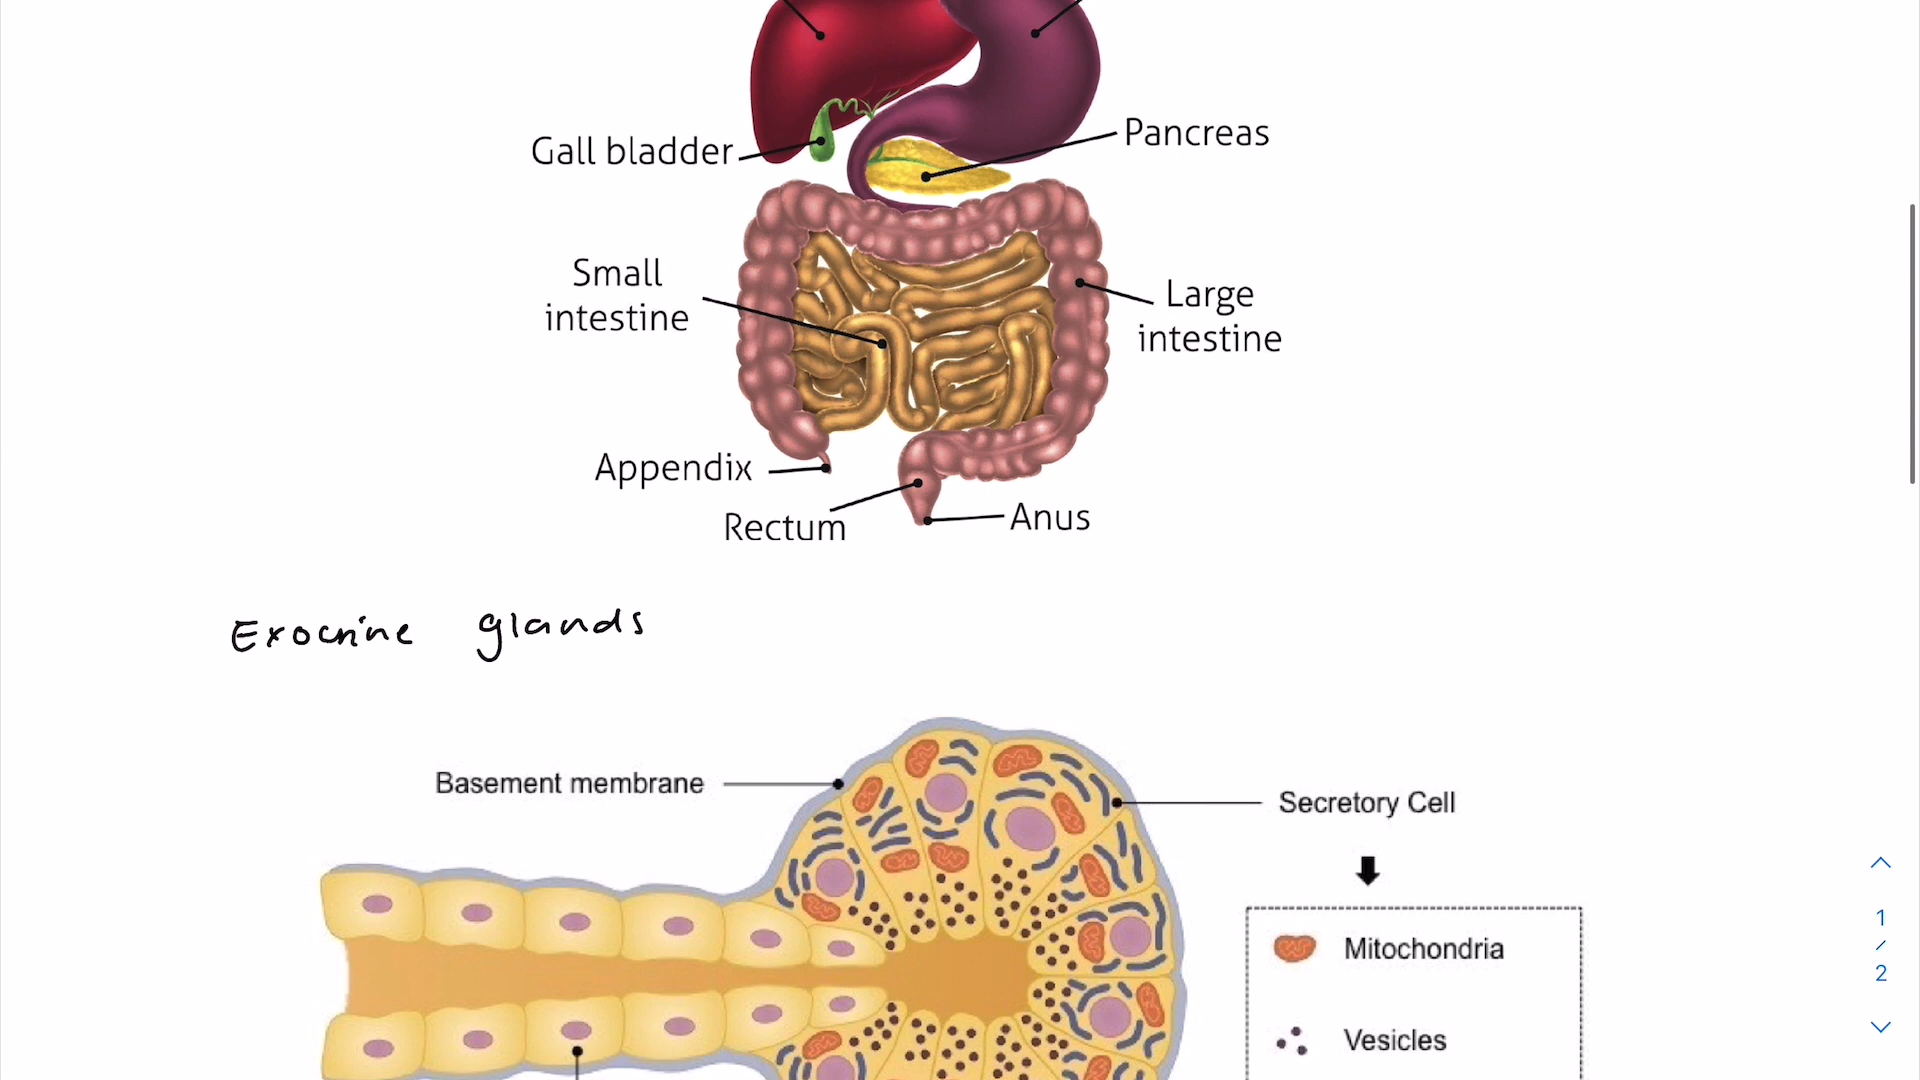 Gall bladder
Pancreas
Small
intestine
Large
intestine
Appendix
Rectum
Anus
Exocrine glands
Basement membrane
Secretory Cell
Mitochondria
Vesicles
1
/
2